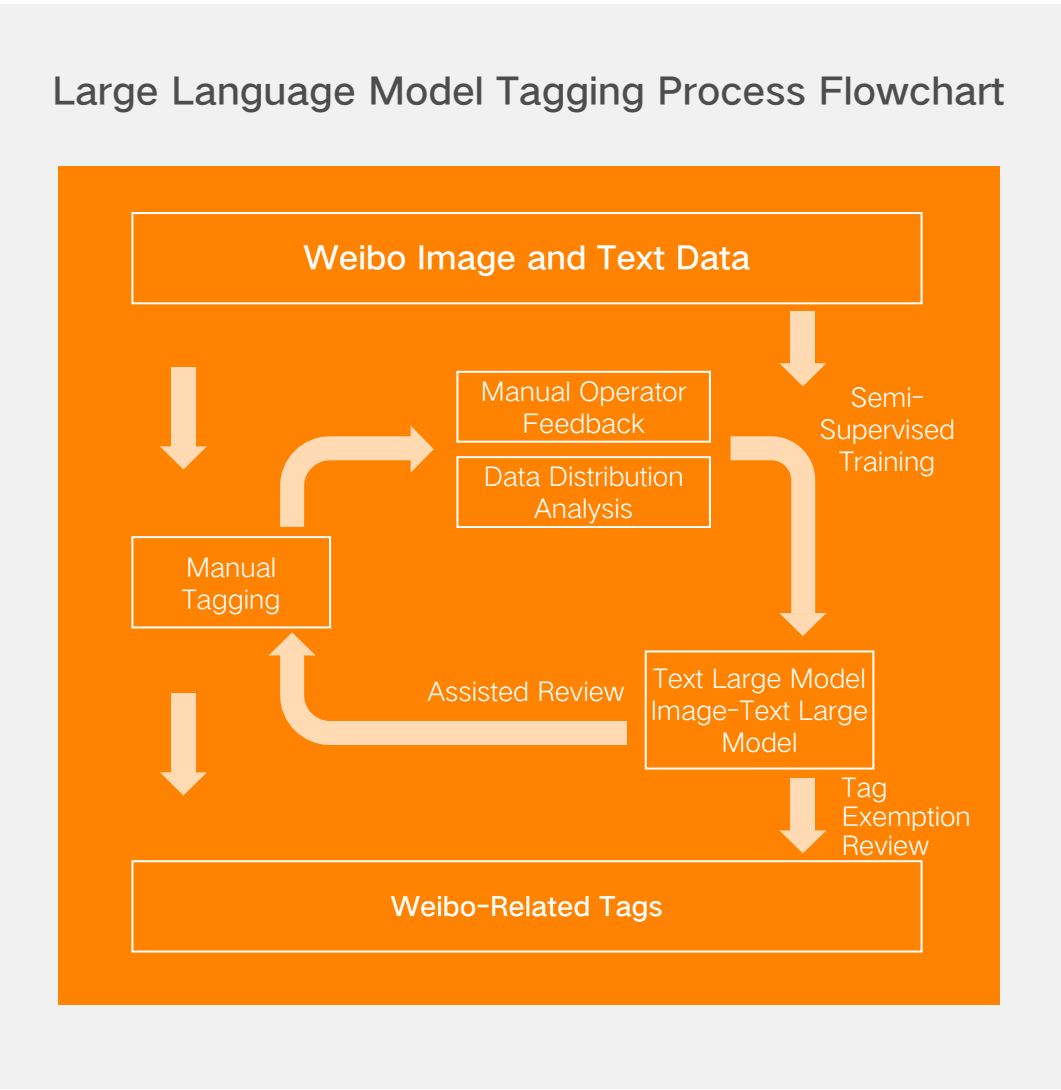 Large Language Model Tagging Process Flowchart
Weibo Image and Text Data
Manual Operator
Feedback
Semi-
Supervised
Training
Data Distribution
Analysis
Manual
Tagging
Assisted Review
Text Large Model
Image-Text Large
Model
Tag
Exemption
Review
Weibo-Related Tags